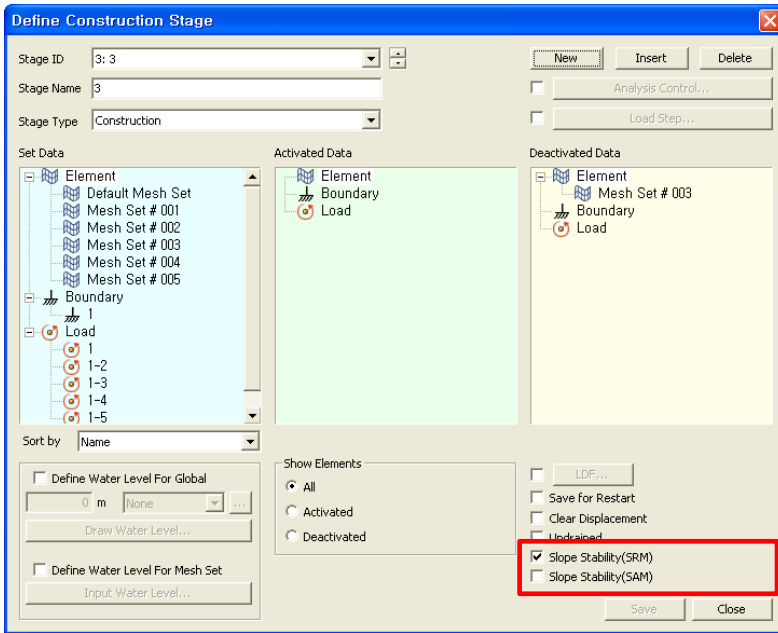 Define Construction Stage
Stage ID 3: 3 New Insert Delete
Stage Name 3 Analysis Control...
Stage Type Construction Load Step...
Set Data Activated Data Deactivated Data
Element Element Element
Default Mesh Set Boundary Mesh Set # 003
Mesh Set # 001 Load Boundary
Mesh Set # 002 Load
Mesh Set # 003
Mesh Set # 004
Mesh Set # 005
Boundary
1
Load
1
1-2
1-3
1-4
1-5
Sort by Name
Define Water Level For Global
0 m None ...
Draw Water Level...
Define Water Level For Mesh Set
Input Water Level...
Show Elements
All
Activated
Deactivated
LDF...
Save for Restart
Clear Displacement
Undrained
Slope Stability(SRM)
Slope Stability(SAM)
Save Close